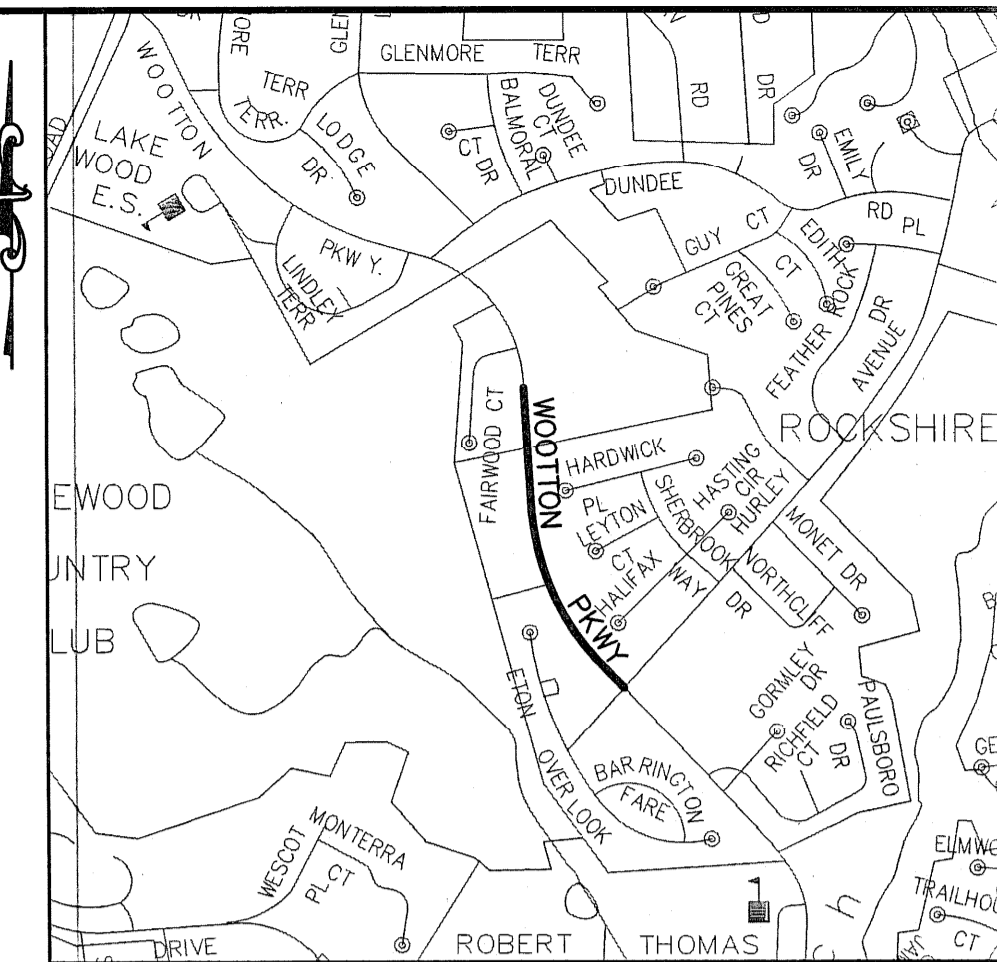 GLENMORE TERR
TERR
TERR.
LODGE
DR
WOOTTON
PKWY.
LAKE
WOOD
E.S.
LINDLEY
TERR
BALMORAL
DR
CT
DUNDEE
CT
DUNDEE
RD
RD
DR
EMILY
DR
RD
PL
GUY CT
EDITH
CT
GREAT
PINES
CT
FEATHER ROCK
DR
AVENUE
ROCKSHIRE
WOOTTON
PKWY
FAIRWOOD CT
HARDWICK
PL
LEYTON
CT
HALIFAX
SHERBROOK
WAY
HASTING
CIR
HURLEY
MONET DR
NORTHCLIFF
DR
GORMLEY
DR
RICHFIELD
CT
DR
PAULSBORO
ETON
OVERLOOK
BARRINGTON
FARE
MONTERRA
CT
WESCOT
PL
DRIVE
ROBERT
THOMAS
EWOOD
UNTRY
LUB
ELMWO
TRAILHOU
CT
GE
ch